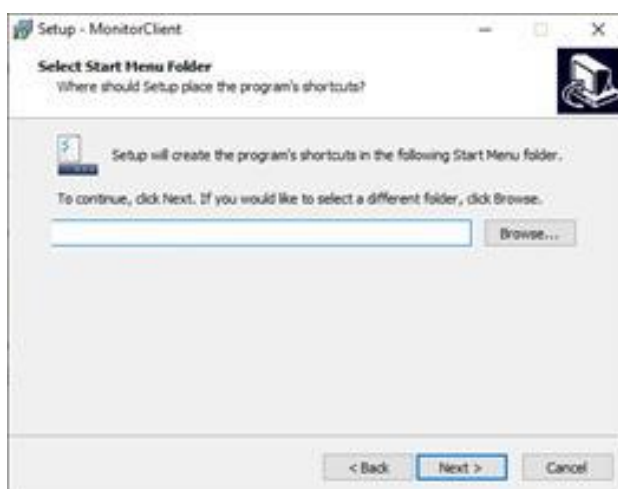 Setup - MonitorClient
Select Start Menu Folder
Where should Setup place the program's shortcuts?
Setup will create the program's shortcuts in the following Start Menu folder.
To continue, click Next. If you would like to select a different folder, click Browse.
Browse...
< Back
Next >
Cancel